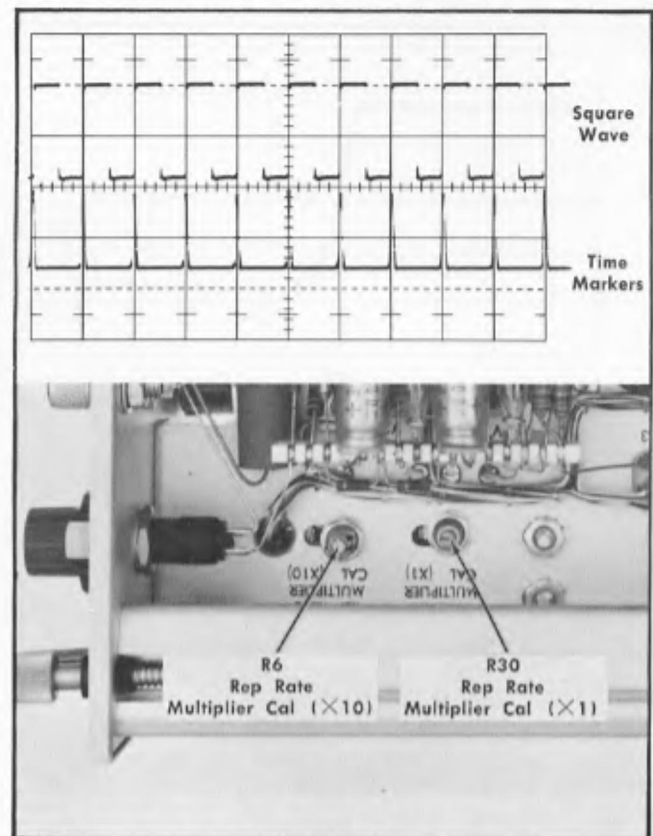 Square
Wave
Time
Markers
CAL (X10)
MULTIPLIER
CAL (X1)
MULTIPLIER
R6
Rep Rate
Multiplier Cal (×10)
R30
Rep Rate
Multiplier Cal (×1)